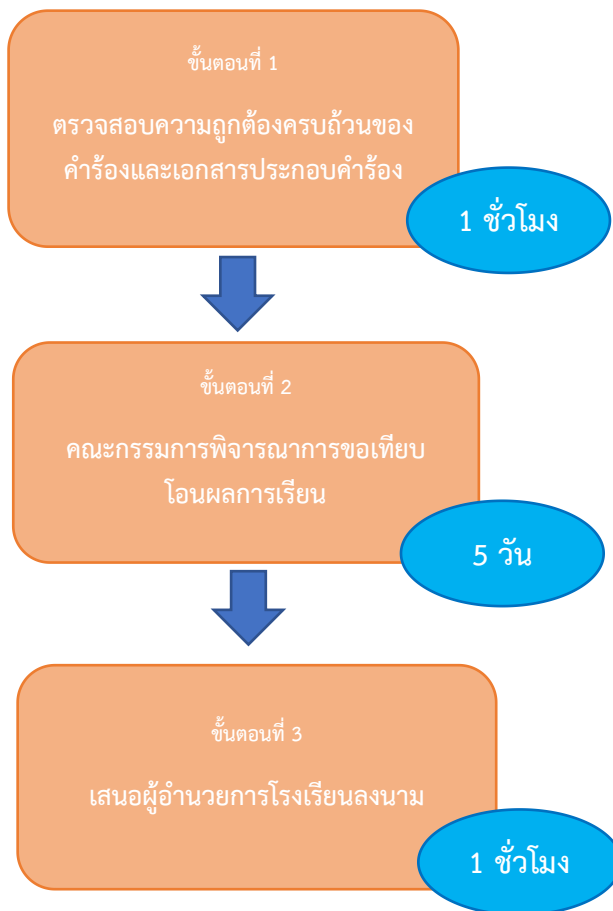 ขั้นตอนที่ 1
ตรวจสอบความถูกต้องครบถ้วนของ
คำร้องและเอกสารประกอบคำร้อง
1 ชั่วโมง
ขั้นตอนที่ 2
คณะกรรมการพิจารณาการขอเทียบ
โอนผลการเรียน
5 วัน
ขั้นตอนที่ 3
เสนอผู้อำนวยการโรงเรียนลงนาม
1 ชั่วโมง